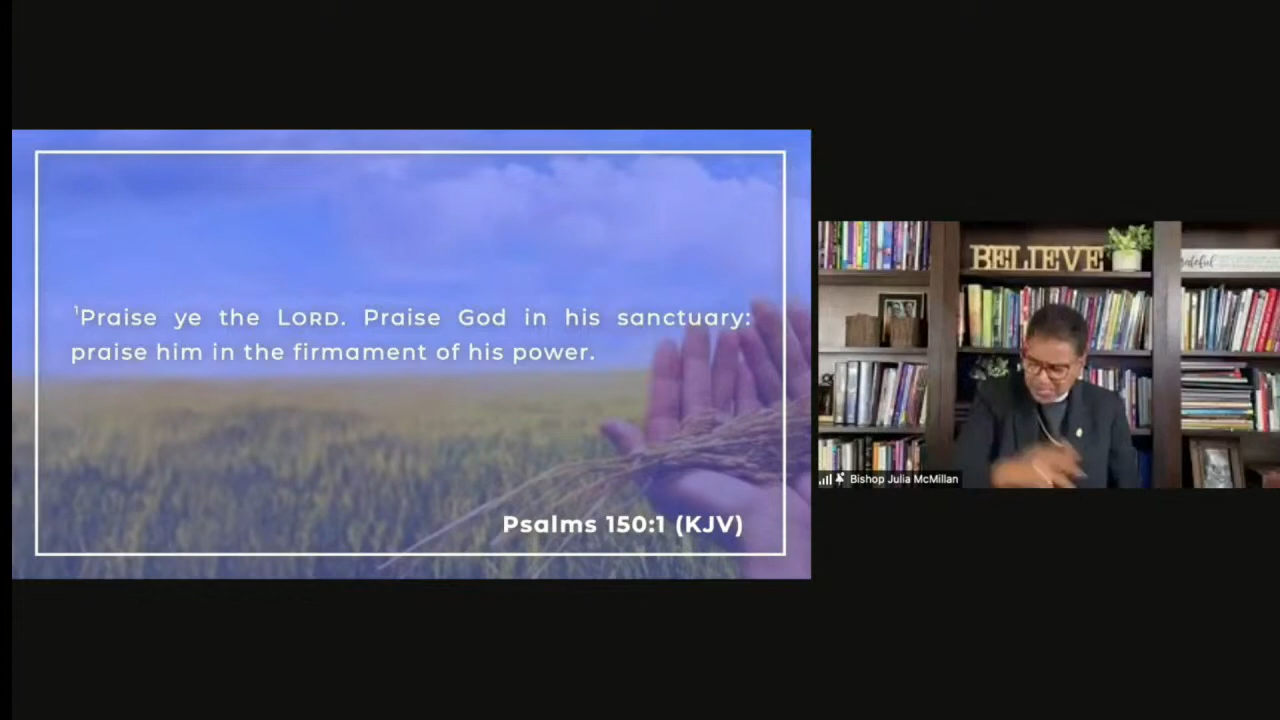 ¹Praise ye the LORD. Praise God in his sanctuary:
praise him in the firmament of his power.
Psalms 150:1 (KJV)
BELIEVE
grateful
Bishop Julia McMillan